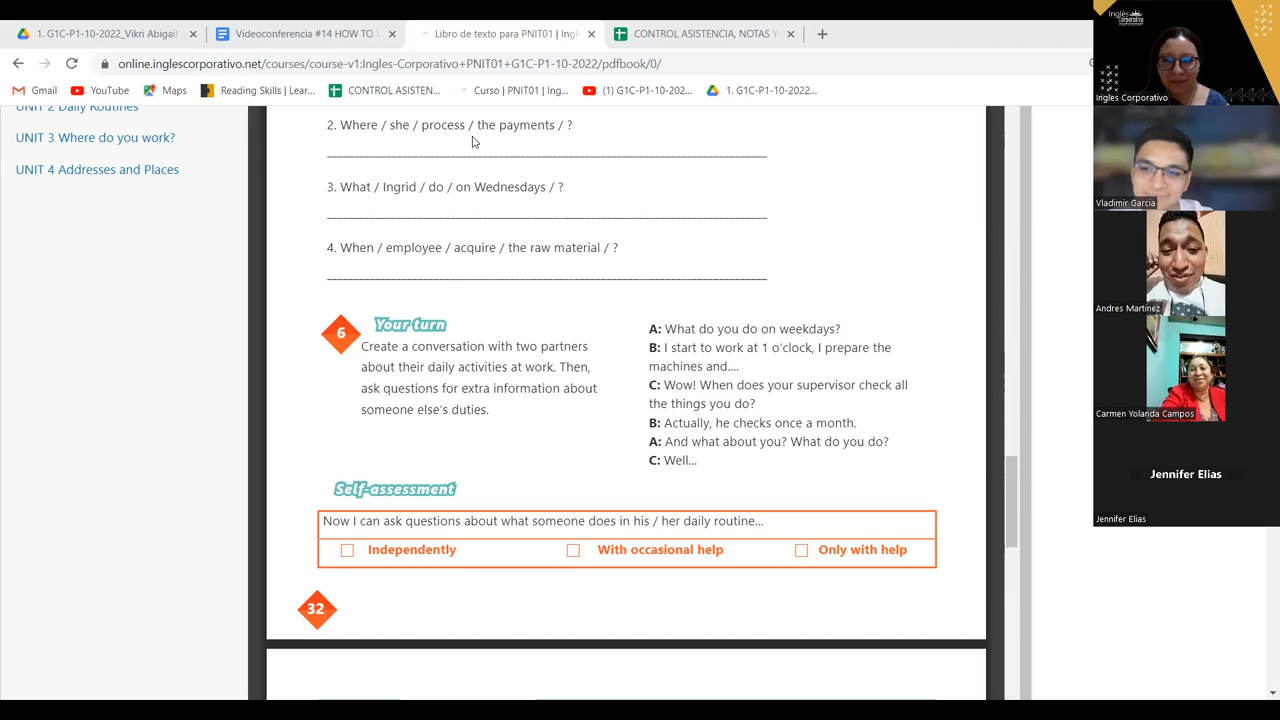 1. G1C-P1-10-2022_Vikri Abigail
Videoconferencia #14 HOW TO U
Libro de texto para PNIT01 | Ingl
CONTROL ASISTENCIA, NOTAS Y
online.inglescorporativo.net/courses/course-v1:Ingles-Corporativo+PNIT01+G1C-P1-10-2022/pdfbook/0/
Gmail
YouTube
Maps
Reading Skills | Lear...
CONTROL ASISTEN...
Curso | PNIT01 | Ing...
(1) G1C-P1-10-2022...
1. G1C-P1-10-2022...
UNIT 2 Daily Routines
UNIT 3 Where do you work?
UNIT 4 Addresses and Places
2. Where / she / process / the payments / ?
3. What / Ingrid / do / on Wednesdays / ?
4. When / employee / acquire / the raw material / ?
6
Your turn
Create a conversation with two partners
about their daily activities at work. Then,
ask questions for extra information about
someone else's duties.
A: What do you do on weekdays?
B: I start to work at 1 o'clock, I prepare the
machines and....
C: Wow! When does your supervisor check all
the things you do?
B: Actually, he checks once a month.
A: And what about you? What do you do?
C: Well...
Self-assessment
Now I can ask questions about what someone does in his / her daily routine...
Independently
With occasional help
Only with help
32
Inglés
Corporativo
Ingles Corporativo
Vladimir Garcia
Andres Martinez
Carmen Yolanda Campos
Jennifer Elias
Jennifer Elias